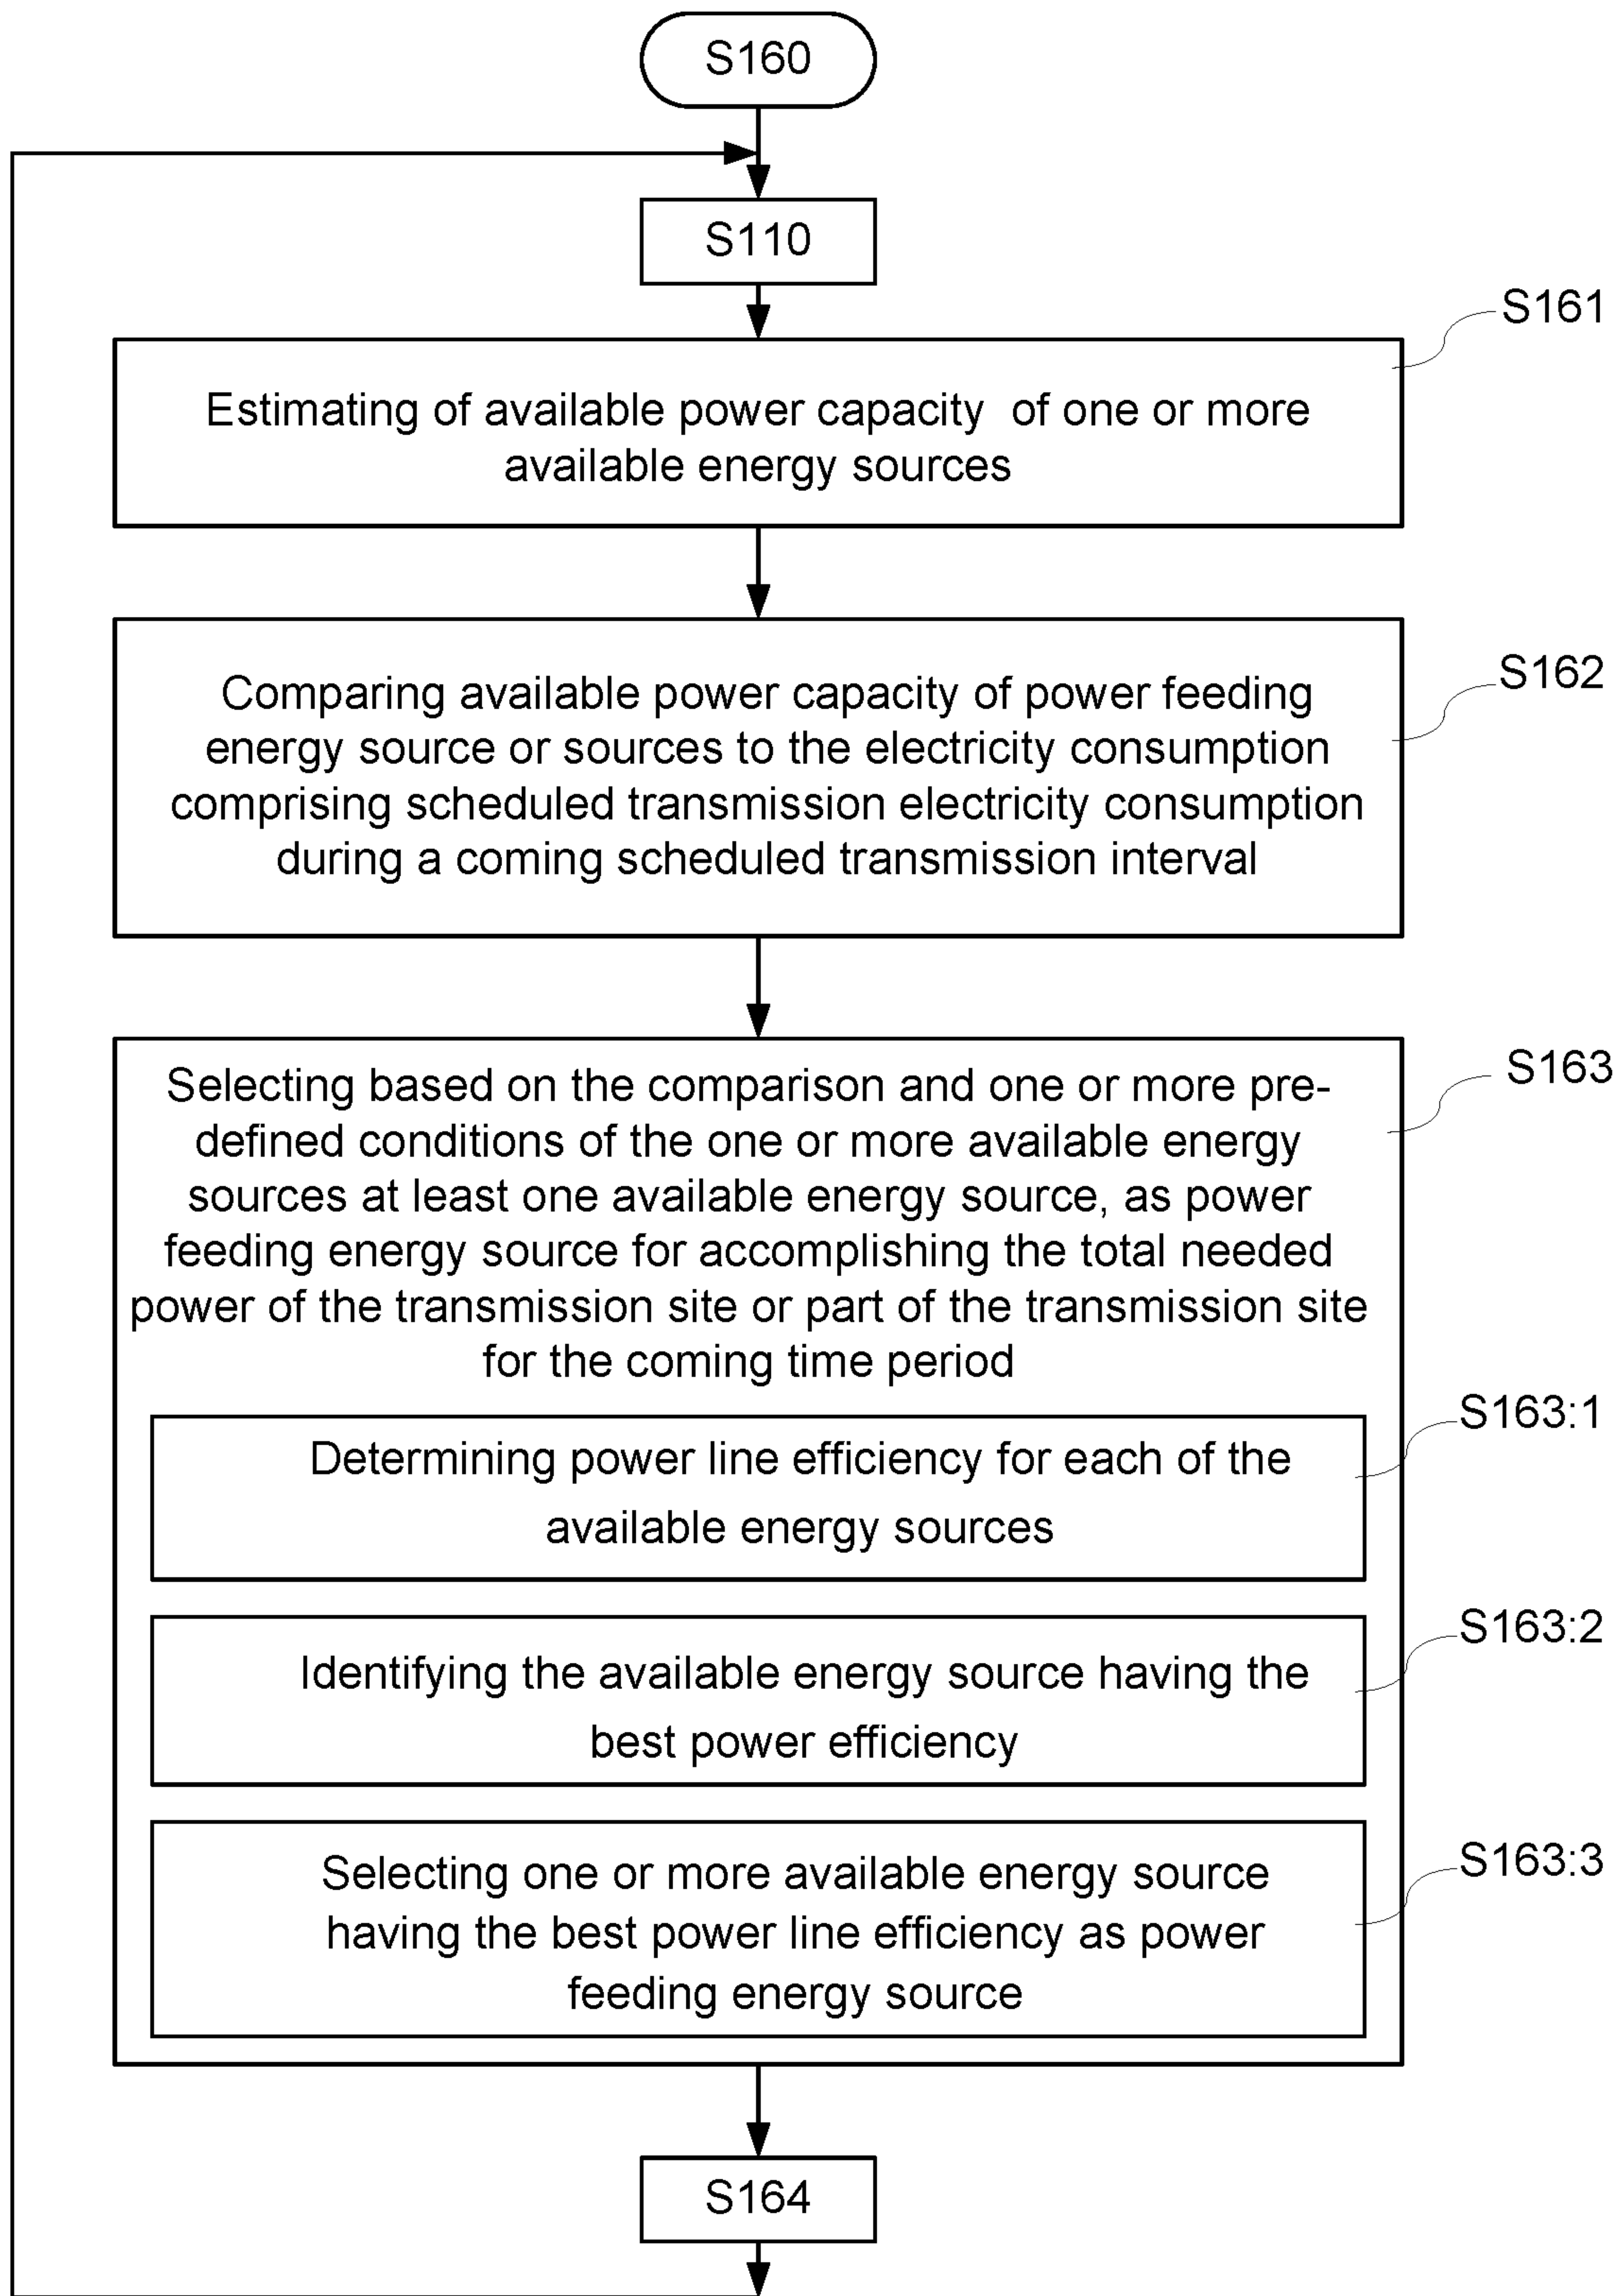 S160
S110
S161
Estimating of available power capacity  of one or more
available energy sources
S162
Comparing available power capacity of power feeding
energy source or sources to the electricity consumption
comprising scheduled transmission electricity consumption
during a coming scheduled transmission interval
S163
Selecting based on the comparison and one or more pre-
defined conditions of the one or more available energy
sources at least one available energy source, as power
feeding energy source for accomplishing the total needed
power of the transmission site or part of the transmission site
for the coming time period
S163:1
Determining power line efficiency for each of the
available energy sources
S163:2
Identifying the available energy source having the
best power efficiency
S163:3
Selecting one or more available energy source
having the best power line efficiency as power
feeding energy source
S164